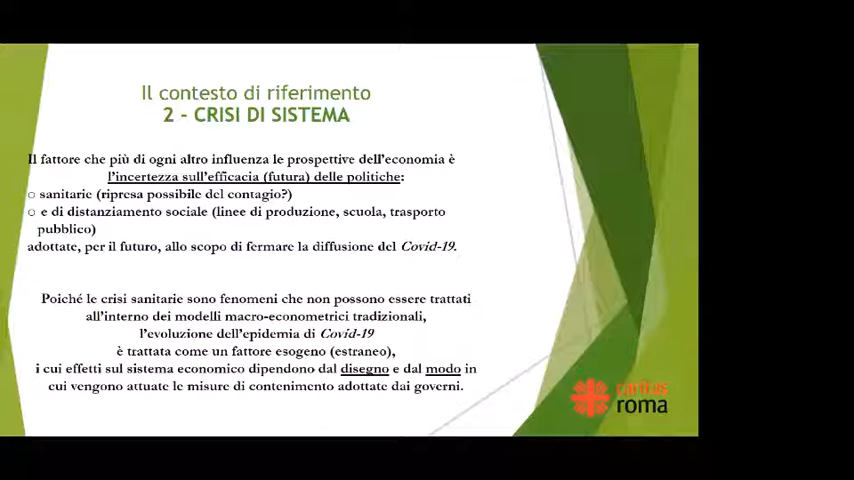 Il contesto di riferimento
2 - CRISI DI SISTEMA
Il fattore che più di ogni altro influenza le prospettive dell'economia è
l'incertezza sull'efficacia (futura) delle politiche:
o sanitarie (ripresa possibile del contagio?)
o e di distanziamento sociale (linee di produzione, scuola, trasporto
pubblico)
adottate, per il futuro, allo scopo di fermare la diffusione del Covid-19.
Poiché le crisi sanitarie sono fenomeni che non possono essere trattati
all'interno dei modelli macro-econometrici tradizionali,
l'evoluzione dell'epidemia di Covid-19
è trattata come un fattore esogeno (estraneo),
i cui effetti sul sistema economico dipendono dal disegno e dal modo in
cui vengono attuate le misure di contenimento adottate dai governi.
caritas
roma